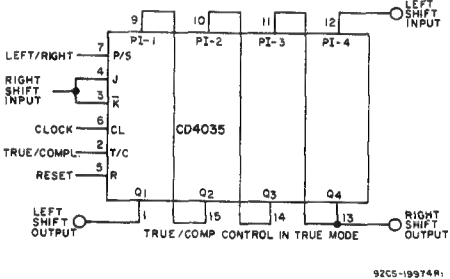 LEFT
SHIFT
INPUT
9 10 11 12
PI-1 PI-2 PI-3 PI-4
LEFT/RIGHT 7 P/S
RIGHT
SHIFT
INPUT
4 J
3 K̅
CLOCK 6 CL
CD4035
TRUE/COMPL. 2 T/C
RESET 5 R
Q1 Q2 Q3 Q4
1 15 14 13
LEFT
SHIFT
OUTPUT
RIGHT
SHIFT
OUTPUT
TRUE/COMP CONTROL IN TRUE MODE
92CS-19974R1